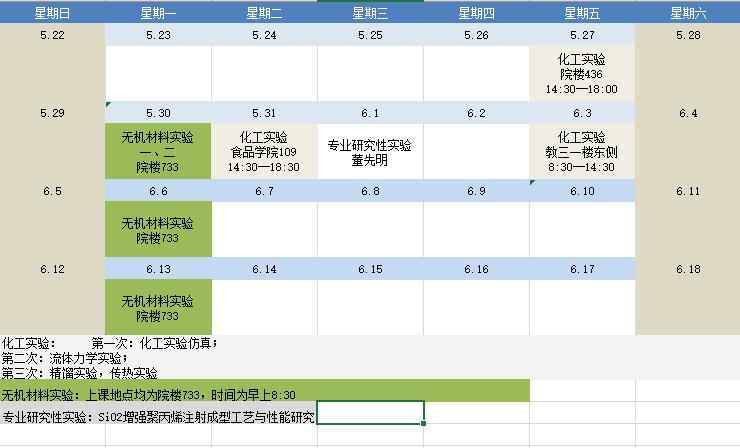 星期日 星期一 星期二 星期三 星期四 星期五 星期六
5.22 5.23 5.24 5.25 5.26 5.27 5.28
化工实验
院楼436
14:30—18:00
5.29 5.30 5.31 6.1 6.2 6.3 6.4
无机材料实验
一、二
院楼733
化工实验
食品学院109
14:30—18:30
专业研究性实验
董先明
化工实验
教三一楼东侧
8:30—14:30
6.5 6.6 6.7 6.8 6.9 6.10 6.11
无机材料实验
院楼733
6.12 6.13 6.14 6.15 6.16 6.17 6.18
无机材料实验
院楼733
化工实验： 第一次：化工实验仿真；
第二次：流体力学实验；
第三次：精馏实验，传热实验
无机材料实验：上课地点均为院楼733，时间为早上8:30
专业研究性实验：SiO2增强聚丙烯注射成型工艺与性能研究